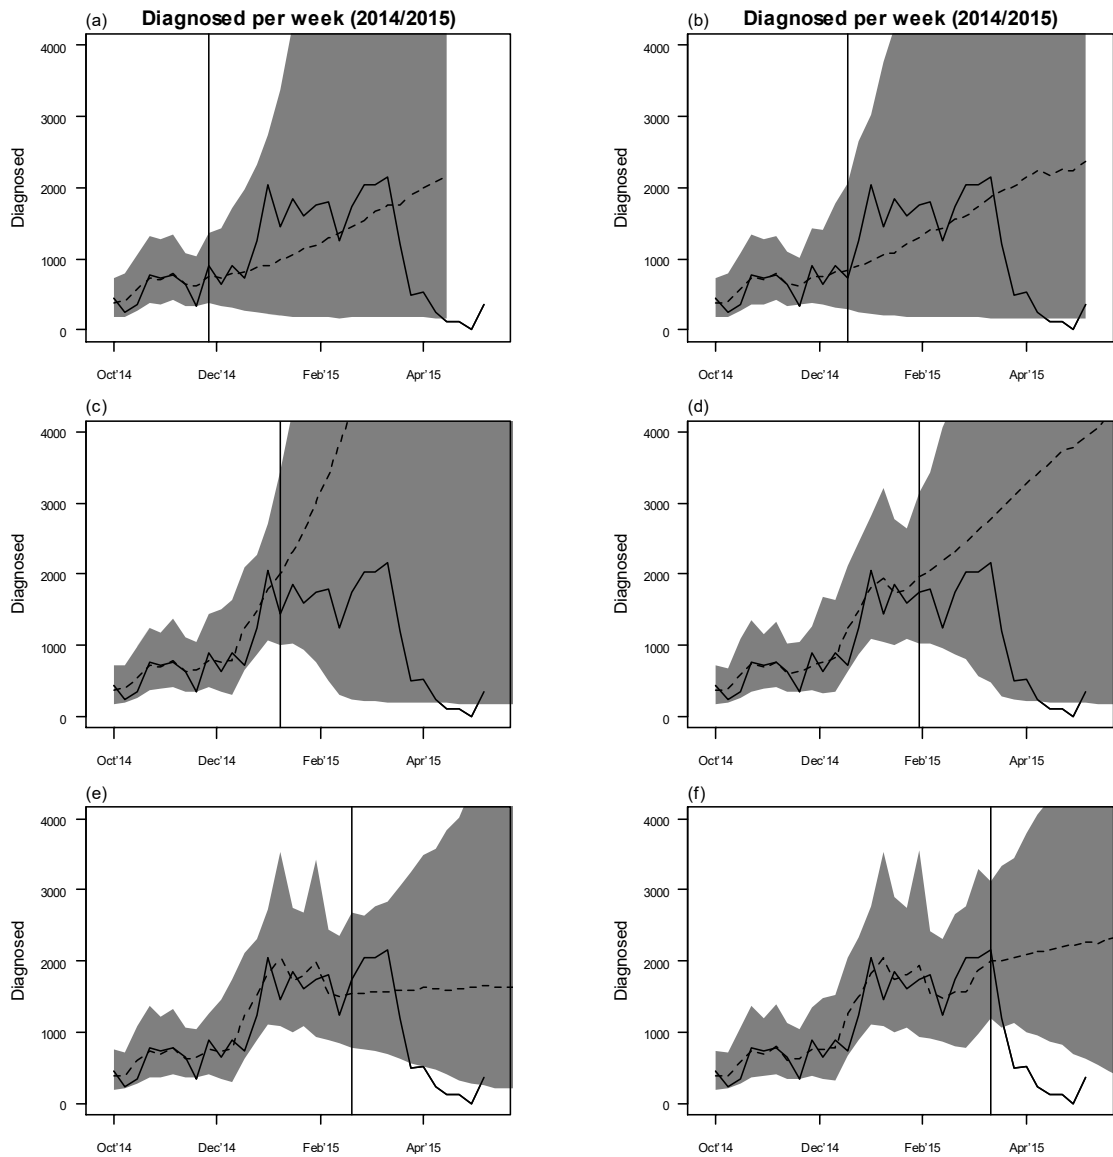 (a) Diagnosed per week (2014/2015)
Diagnosed
4000
3000
2000
1000
0
Oct'14 Dec'14 Feb'15 Apr'15
(b) Diagnosed per week (2014/2015)
Diagnosed
4000
3000
2000
1000
0
Oct'14 Dec'14 Feb'15 Apr'15
(c)
Diagnosed
4000
3000
2000
1000
0
Oct'14 Dec'14 Feb'15 Apr'15
(d)
Diagnosed
4000
3000
2000
1000
0
Oct'14 Dec'14 Feb'15 Apr'15
(e)
Diagnosed
4000
3000
2000
1000
0
Oct'14 Dec'14 Feb'15 Apr'15
(f)
Diagnosed
4000
3000
2000
1000
0
Oct'14 Dec'14 Feb'15 Apr'15